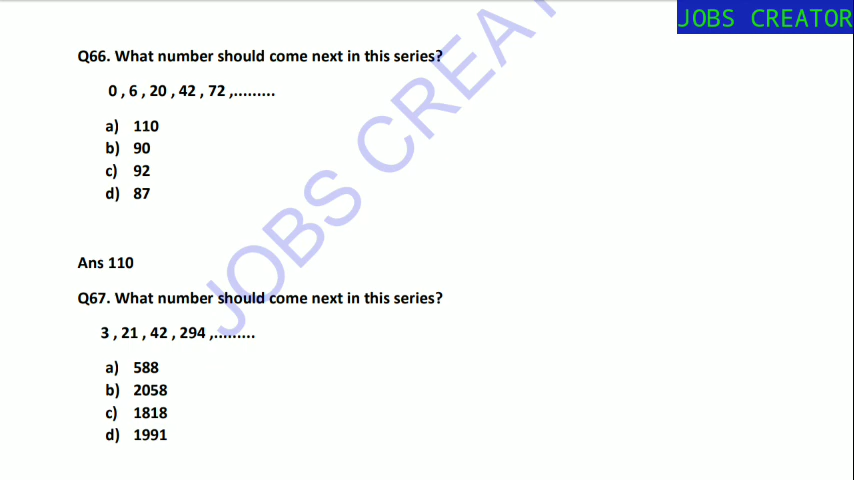 JOBS CREATOR
Q66. What number should come next in this series?
0 , 6 , 20 , 42 , 72 ,.........
a) 110
b) 90
c) 92
d) 87
Ans 110
Q67. What number should come next in this series?
3 , 21 , 42 , 294 ,.........
a) 588
b) 2058
c) 1818
d) 1991
JOBS CREAT